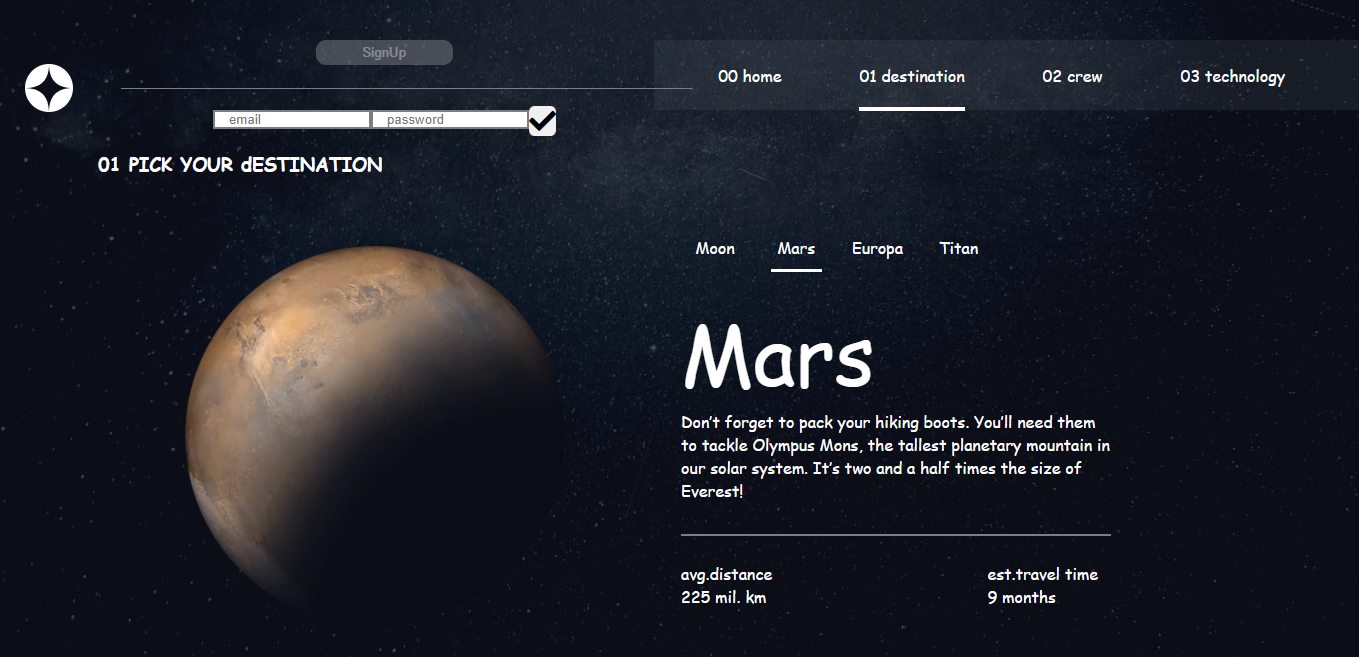 SignUp
00 home
01 destination
02 crew
03 technology
email
password
01 PICK YOUR dESTINATION
Moon
Mars
Europa
Titan
Mars
Don’t forget to pack your hiking boots. You’ll need them
to tackle Olympus Mons, the tallest planetary mountain in
our solar system. It’s two and a half times the size of
Everest!
avg.distance
225 mil. km
est.travel time
9 months